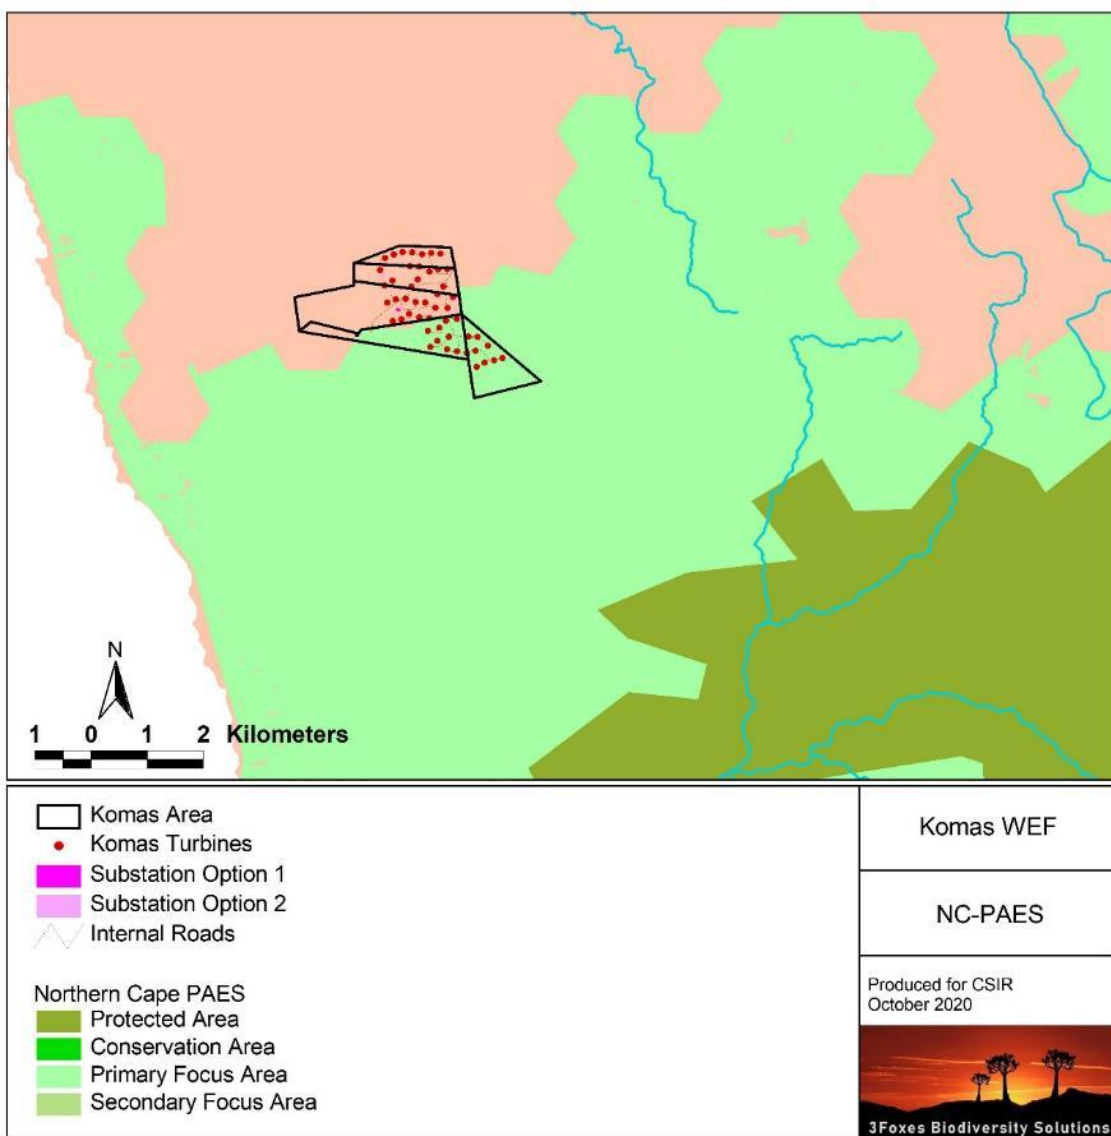 N
1 0 1 2 Kilometers
Komas Area
Komas Turbines
Substation Option 1
Substation Option 2
Internal Roads
Northern Cape PAES
Protected Area
Conservation Area
Primary Focus Area
Secondary Focus Area
Komas WEF
NC-PAES
Produced for CSIR
October 2020
3Foxes Biodiversity Solutions